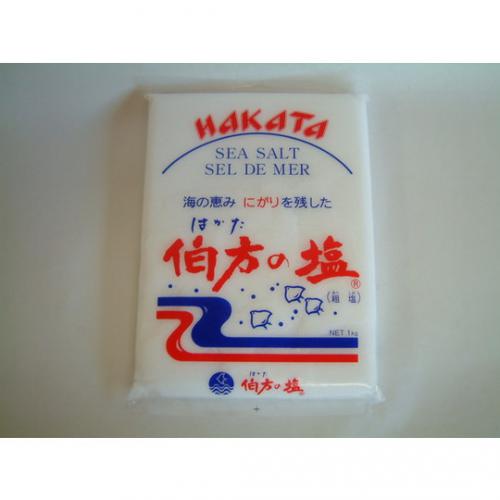 HAKATA
SEA SALT
SEL DE MER
海の恵み にがりを残した
はかた
伯方の塩®
(粗塩)
NET.1kg
はかた
伯方の塩®